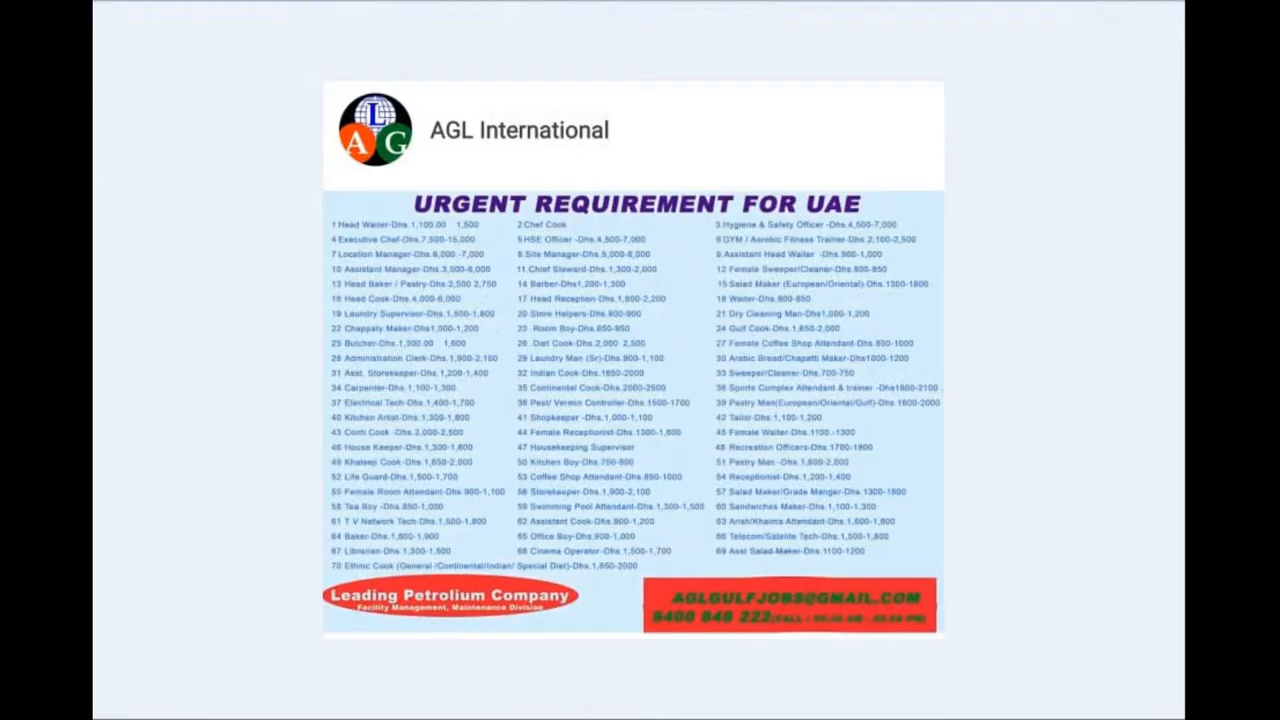 L
A G
AGL International
URGENT REQUIREMENT FOR UAE
1 Head Waiter-Dhs.1,100.00 1,500 2 Chef Cook 3.Hygiene & Safety Officer -Dhs.4,500-7,000
4 Executive Chef-Dhs.7,500-15,000 5 HSE Officer -Dhs.4,500-7,000 6 GYM / Aerobic Fitness Trainer-Dhs.2,100-2,500
7 Location Manager-Dhs.6,000.-7,000 8 Site Manager-Dhs.5,000-6,000 9 Assistant Head Waiter -Dhs.900-1,000
10 Assistant Manager-Dhs.3,500-6,000 11.Chief Steward-Dhs.1,300-2,000 12 Female Sweeper/Cleaner-Dhs.800-850
13 Head Baker / Pastry-Dhs.2,500 2,750 14 Barber-Dhs1,200-1,300 15 Salad Maker (European/Oriental)-Dhs.1300-1800
16 Head Cook-Dhs.4,000-6,000 17 Head Reception-Dhs.1,800-2,200 18 Waiter-Dhs.800-850
19 Laundry Supervisor-Dhs.1,500-1,800 20 Store Helpers-Dhs.800-900 21 Dry Cleaning Man-Dhs1,000-1,200
22 Chappaty Maker-Dhs1,000-1,200 23 Room Boy-Dhs.850-950 24 Gulf Cook-Dhs.1,650-2,000
25 Butcher-Dhs.1,300.00 1,600 26 .Diet Cook-Dhs.2,000 2,500 27 Female Coffee Shop Attendant-Dhs.850-1000
28 Administration Clerk-Dhs.1,900-2,100 29 Laundry Man (Sr)-Dhs.900-1,100 30 Arabic Bread/Chapatti Maker-Dhs1000-1200
31 Asst. Storekeeper-Dhs.1,200-1,400 32 Indian Cook-Dhs.1650-2000 33 Sweeper/Cleaner-Dhs.700-750
34 Carpenter-Dhs.1,100-1,300 35 Continental Cook-Dhs.2000-2500 36 Sports Complex Attendant & trainer -Dhs1800-2100
37 Electrical Tech-Dhs.1,400-1,700 38 Pest/ Vermin Controller-Dhs.1500-1700 39 Pastry Man(European/Oriental/Gulf)-Dhs.1600-2000
40 Kitchen Artist-Dhs.1,300-1,800 41 Shopkeeper -Dhs.1,000-1,100 42 Tailor-Dhs.1,100-1,200
43 Conti Cook -Dhs.2,000-2,500 44 Female Receptionist-Dhs.1300-1,600 45 Female Waiter-Dhs.1100.-1300
46 House Keeper-Dhs.1,300-1,600 47 Housekeeping Supervisor 48 Recreation Officers-Dhs.1700-1900
49 Khaleej Cook-Dhs.1,650-2,000 50 Kitchen Boy-Dhs.750-800 51 Pastry Man -Dhs.1,600-2,000
52 Life Guard-Dhs.1,500-1,700 53 Coffee Shop Attendant-Dhs.850-1000 54 Receptionist-Dhs.1,200-1,400
55 Female Room Attendant-Dhs 900-1,100 56 Storekeeper-Dhs.1,900-2,100 57 Salad Maker/Grade Manger-Dhs.1300-1800
58 Tea Boy -Dhs.850-1,000 59 Swimming Pool Attendant-Dhs.1,300-1,500 60 Sandwiches Maker-Dhs.1,100-1,300
61 T V Network Tech-Dhs.1,500-1,800 62 Assistant Cook-Dhs.900-1,200 63 Arish/Khaima Attendant-Dhs.1,600-1,800
64 Baker-Dhs.1,600-1,900 65 Office Boy-Dhs.900-1,000 66 Telecom/Satelite Tech-Dhs.1,500-1,800
67 Librarian-Dhs.1,300-1,500 68 Cinema Operator-Dhs.1,500-1,700 69 Asst Salad-Maker-Dhs.1100-1200
70 Ethnic Cook (General /Continental/Indian/ Special Diet)-Dhs.1,850-2000
Leading Petrolium Company
Facility Management, Maintenance Division
AGLGULFJOBS@GMAIL.COM
9400 848 222(CALL :